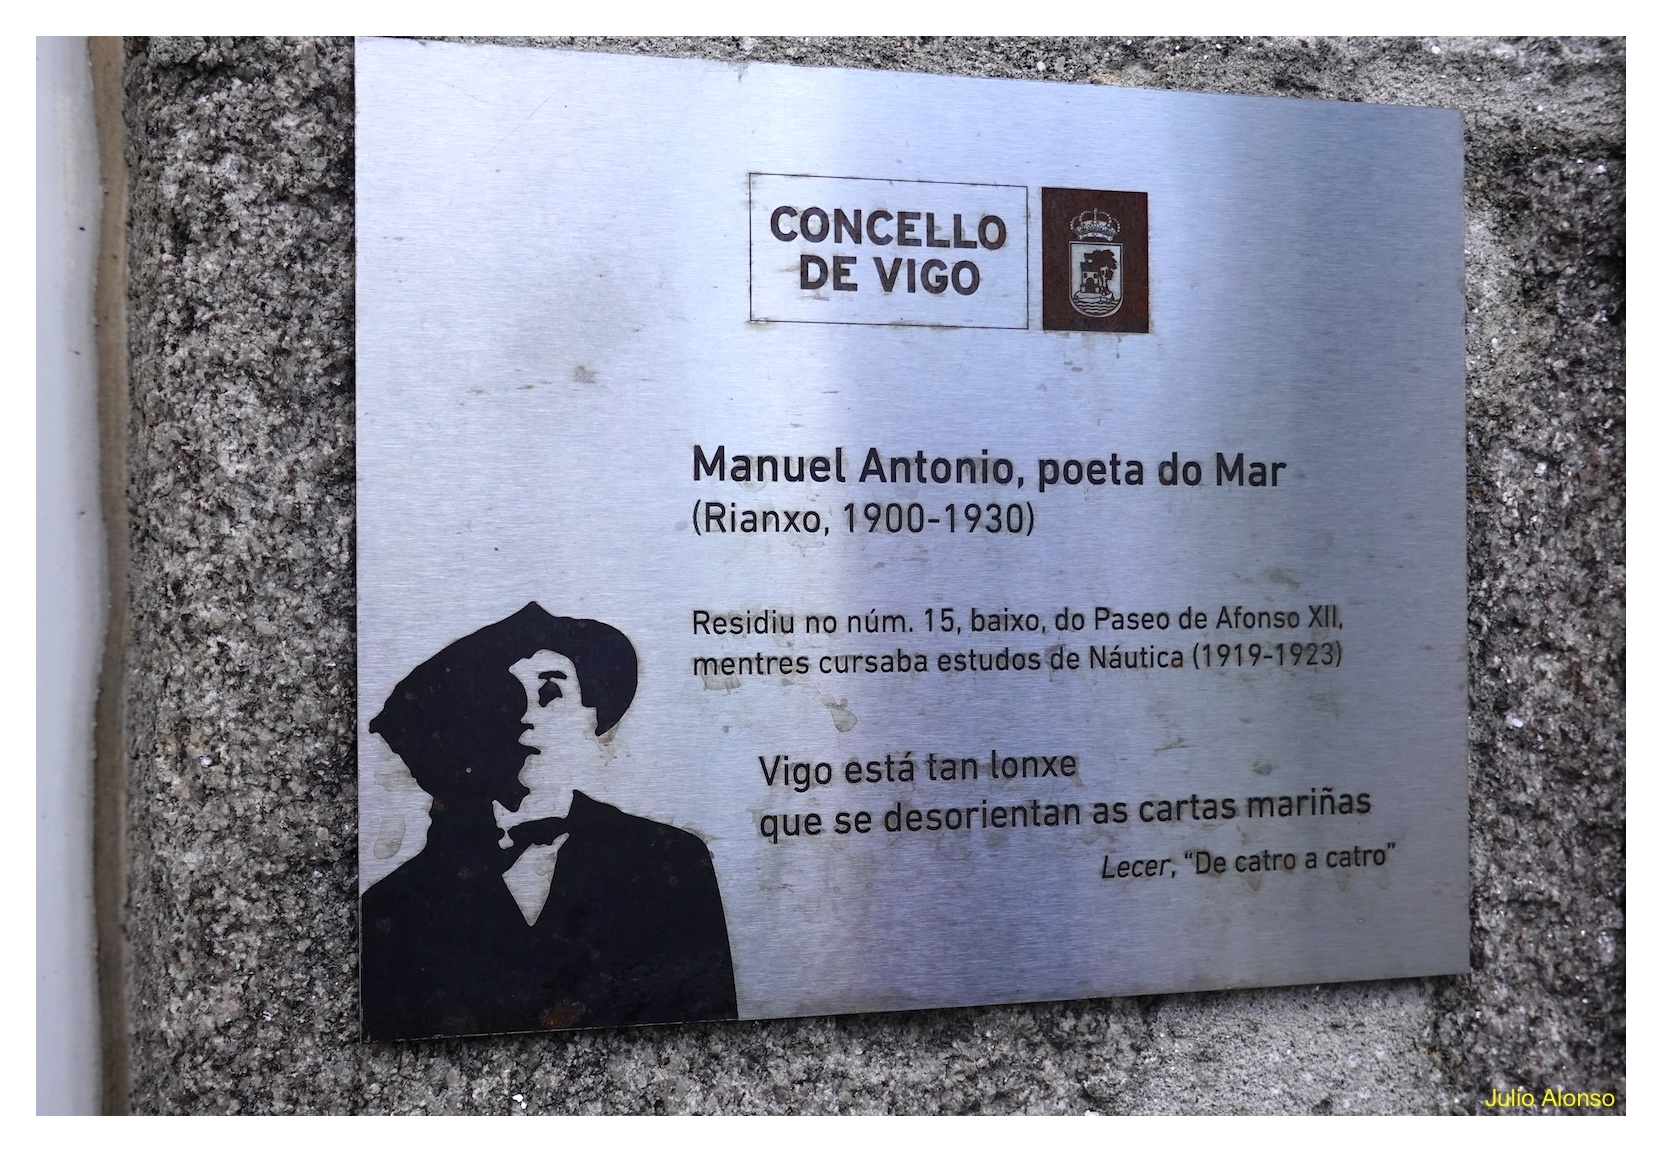 CONCELLO
DE VIGO
Manuel Antonio, poeta do Mar
(Rianxo, 1900-1930)
Residiu no núm. 15, baixo, do Paseo de Afonso XII,
mentres cursaba estudos de Náutica (1919-1923)
Vigo está tan lonxe
que se desorientan as cartas mariñas
Lecer, “De catro a catro”
Julio Alonso